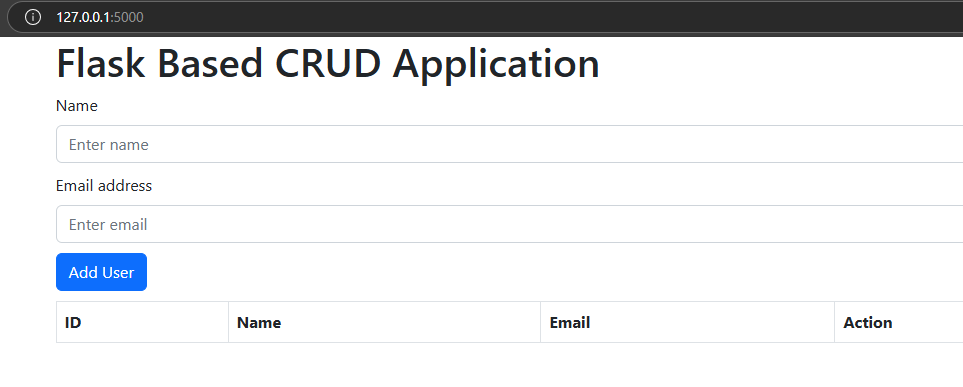 127.0.0.1:5000
Flask Based CRUD Application
Name
Enter name
Email address
Enter email
Add User
ID Name Email Action